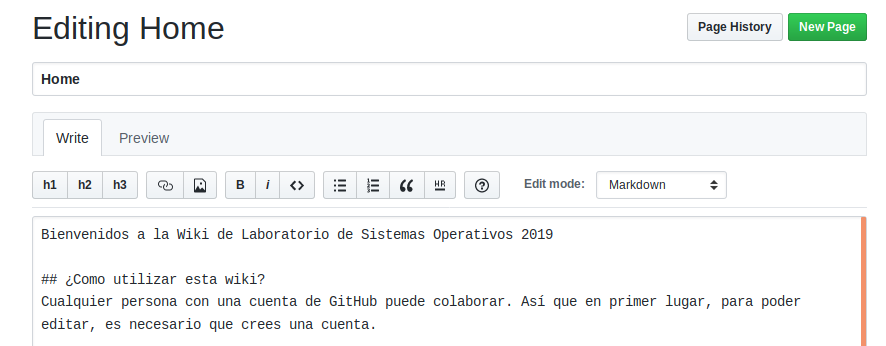 Editing Home
Page History
New Page
Home
Write
Preview
h1 h2 h3 B i <> HR Edit mode: Markdown
Bienvenidos a la Wiki de Laboratorio de Sistemas Operativos 2019
## ¿Como utilizar esta wiki?
Cualquier persona con una cuenta de GitHub puede colaborar. Así que en primer lugar, para poder
editar, es necesario que crees una cuenta.